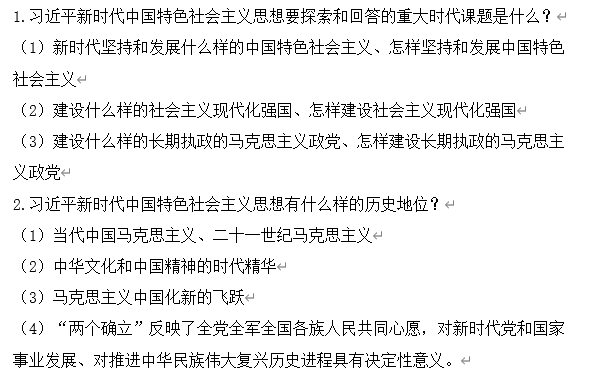 1.习近平新时代中国特色社会主义思想要探索和回答的重大时代课题是什么？
（1）新时代坚持和发展什么样的中国特色社会主义、怎样坚持和发展中国特色
社会主义
（2）建设什么样的社会主义现代化强国、怎样建设社会主义现代化强国
（3）建设什么样的长期执政的马克思主义政党、怎样建设长期执政的马克思主
义政党
2.习近平新时代中国特色社会主义思想有什么样的历史地位？
（1）当代中国马克思主义、二十一世纪马克思主义
（2）中华文化和中国精神的时代精华
（3）马克思主义中国化新的飞跃
（4）“两个确立”反映了全党全军全国各族人民共同心愿，对新时代党和国家
事业发展、对推进中华民族伟大复兴历史进程具有决定性意义。